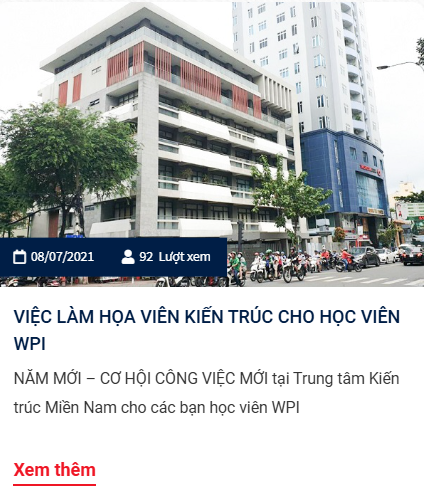 08/07/2021 92 Lượt xem
VIỆC LÀM HỌA VIÊN KIẾN TRÚC CHO HỌC VIÊN
WPI
NĂM MỚI – CƠ HỘI CÔNG VIỆC MỚI tại Trung tâm Kiến
trúc Miền Nam cho các bạn học viên WPI
Xem thêm